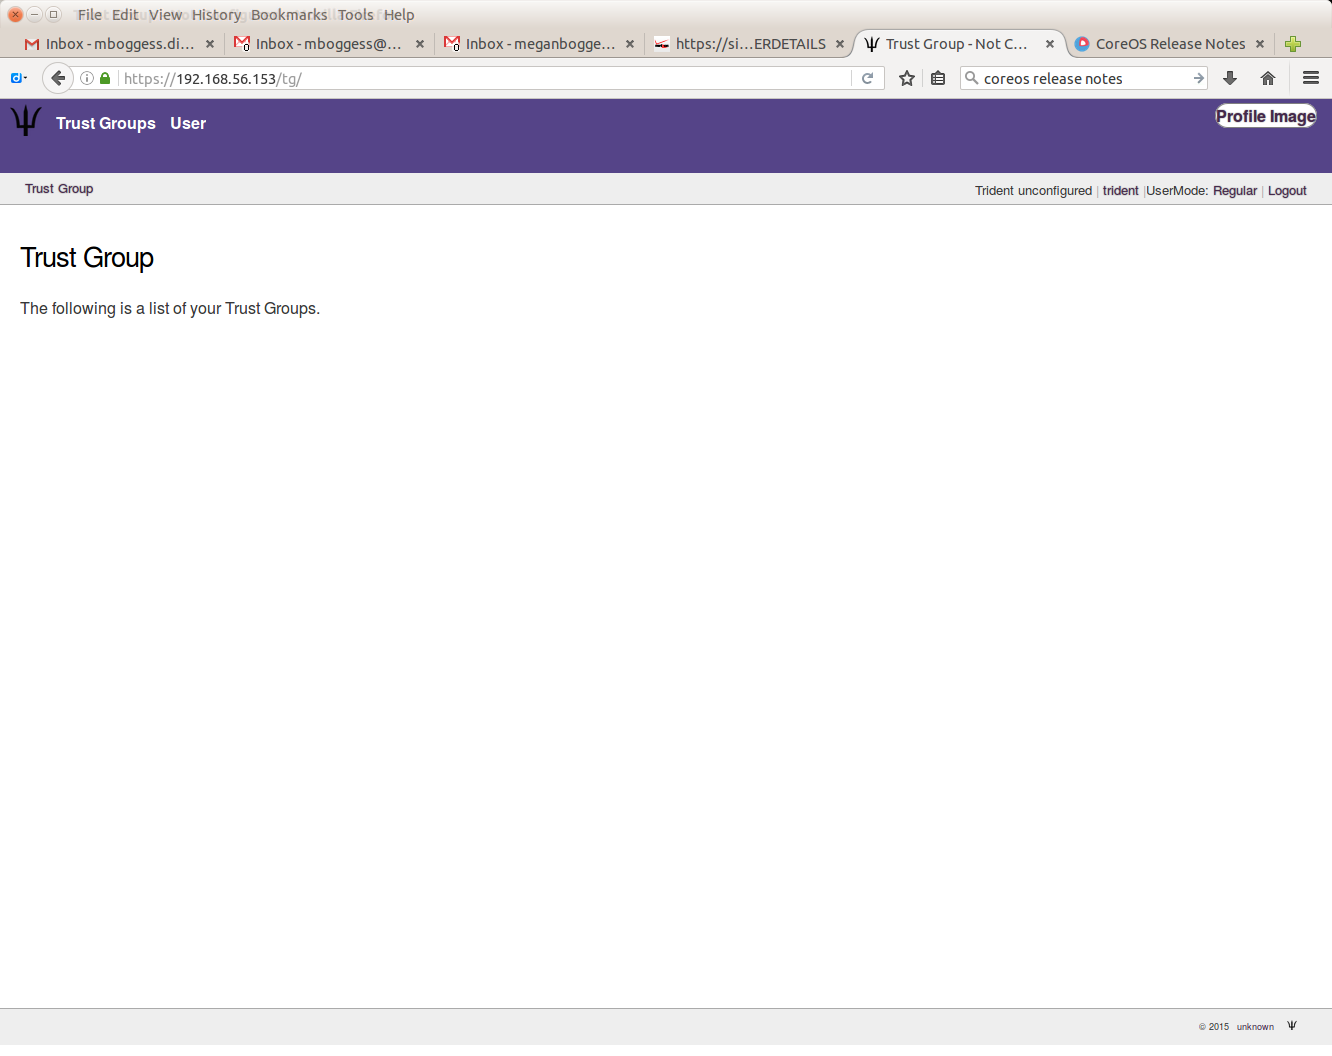 File Edit View History Bookmarks Tools Help
Inbox - mboggess.di... Inbox - mboggess@... Inbox - meganbogge... https://si...ERDETAILS Trust Group - Not C... CoreOS Release Notes
https://192.168.56.153/tg/ coreos release notes
Trust Groups User Profile Image
Trust Group Trident unconfigured | trident |UserMode: Regular | Logout
Trust Group
The following is a list of your Trust Groups.
© 2015 unknown